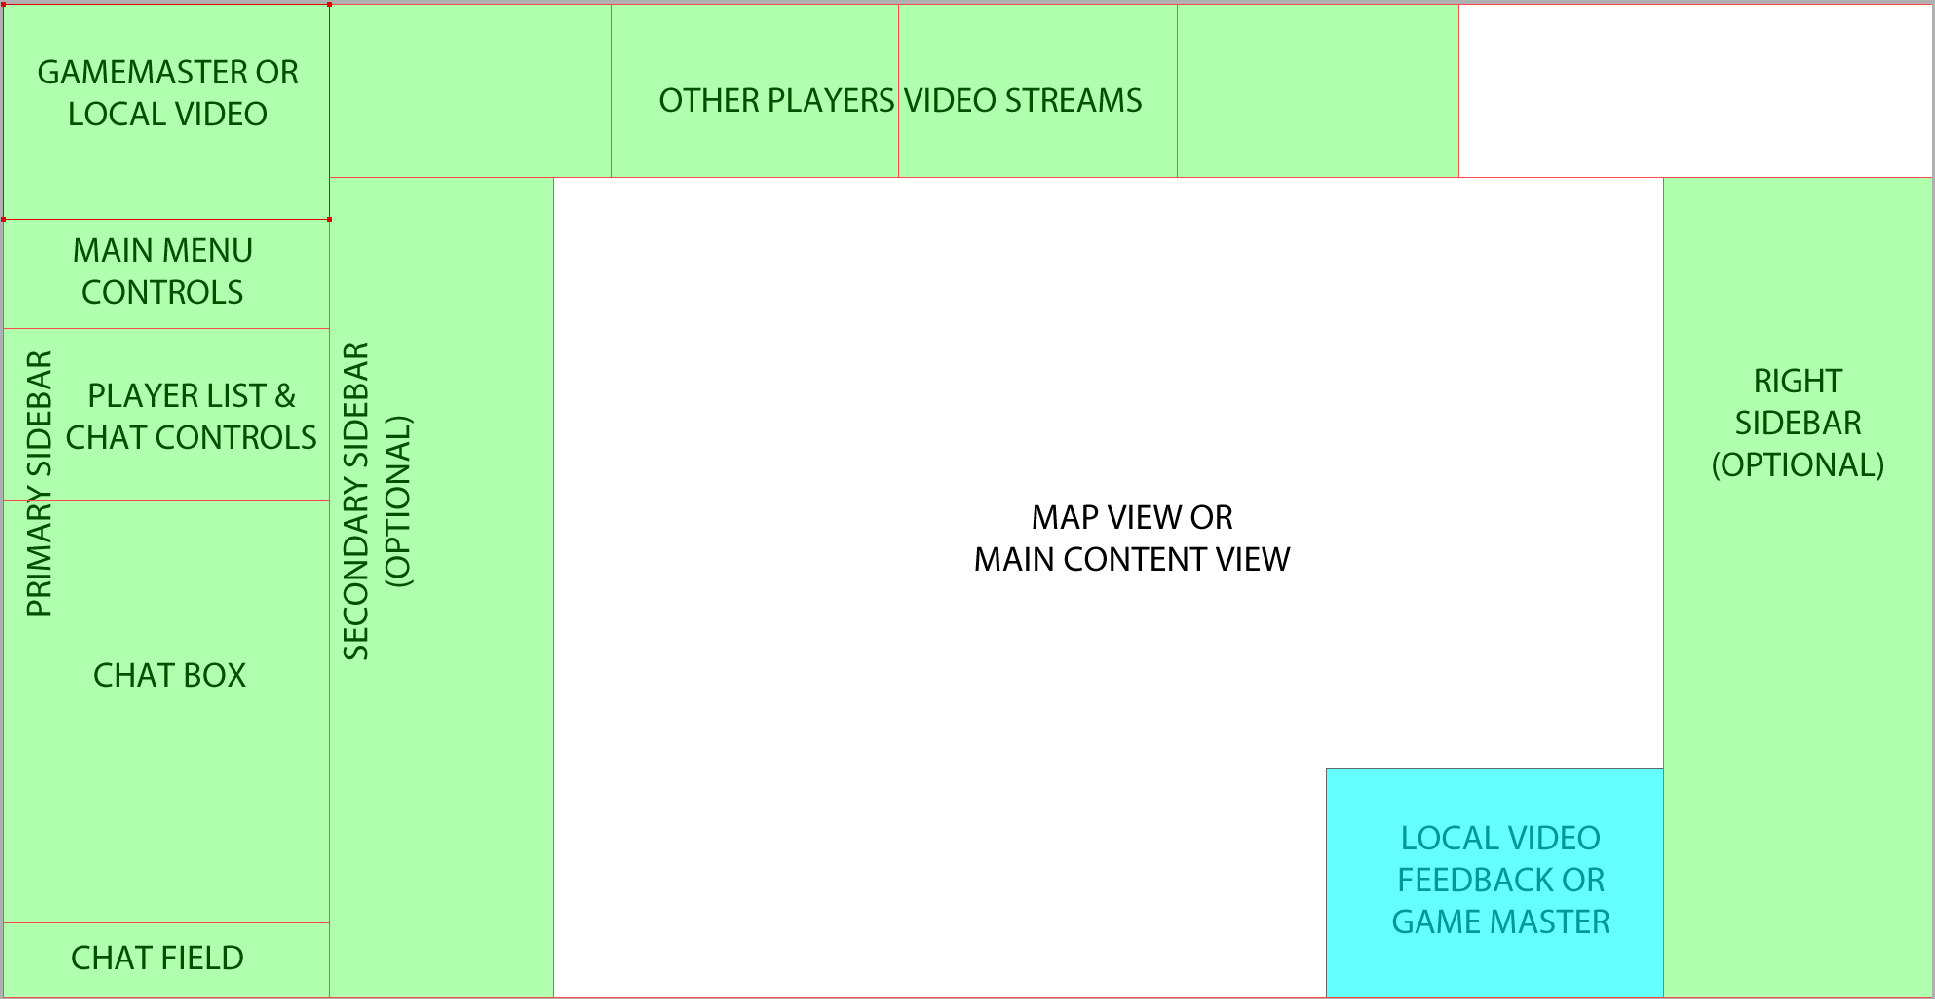 GAMEMASTER OR
LOCAL VIDEO
OTHER PLAYERS VIDEO STREAMS
MAIN MENU
CONTROLS
PRIMARY SIDEBAR
PLAYER LIST &
CHAT CONTROLS
CHAT BOX
CHAT FIELD
SECONDARY SIDEBAR
(OPTIONAL)
MAP VIEW OR
MAIN CONTENT VIEW
RIGHT
SIDEBAR
(OPTIONAL)
LOCAL VIDEO
FEEDBACK OR
GAME MASTER